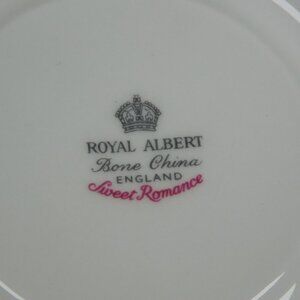 ROYAL ALBERT
Bone China
ENGLAND
Sweet Romance